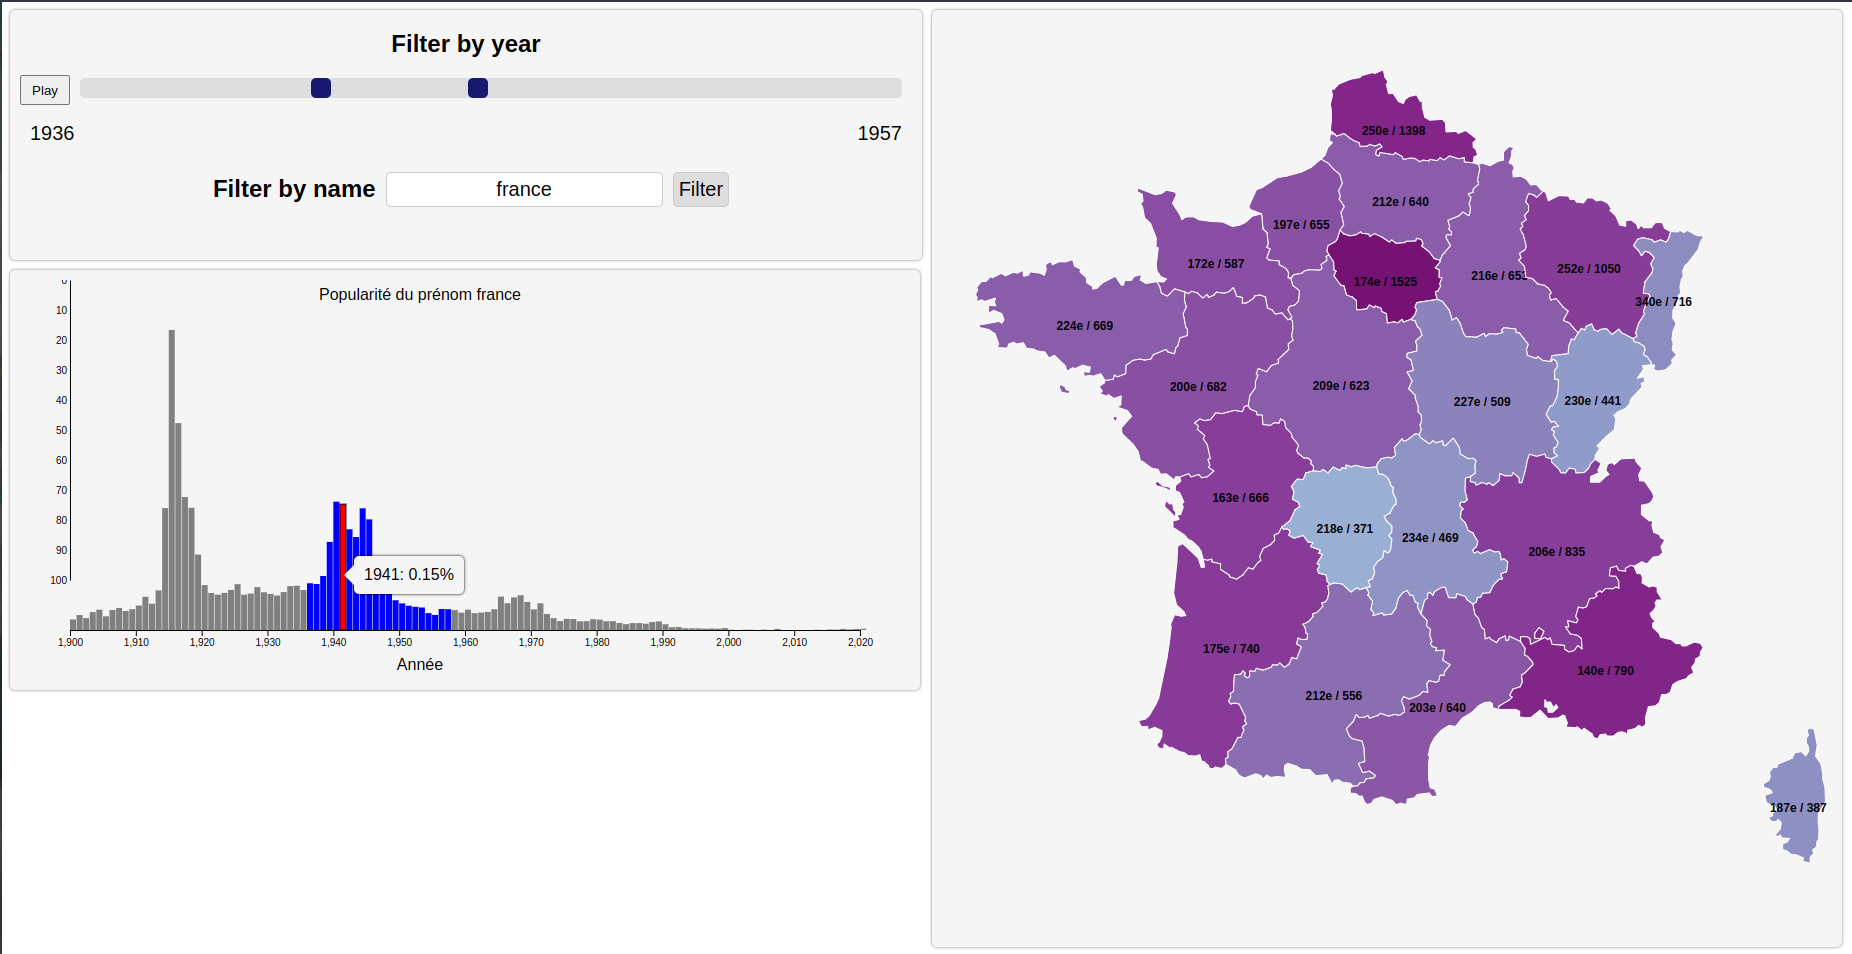 Filter by year
Play
1936 1957
Filter by name france Filter
Popularité du prénom france
0
10
20
30
40
50
60
70
80
90
100
1941: 0.15%
1,900 1,910 1,920 1,930 1,940 1,950 1,960 1,970 1,980 1,990 2,000 2,010 2,020
Année
250e / 1398
212e / 640
197e / 655
172e / 587
174e / 1525
216e / 653
252e / 1050
340e / 716
224e / 669
200e / 682
209e / 623
227e / 509
230e / 441
163e / 666
218e / 371
234e / 469
206e / 835
175e / 740
212e / 556
203e / 640
140e / 790
187e / 387